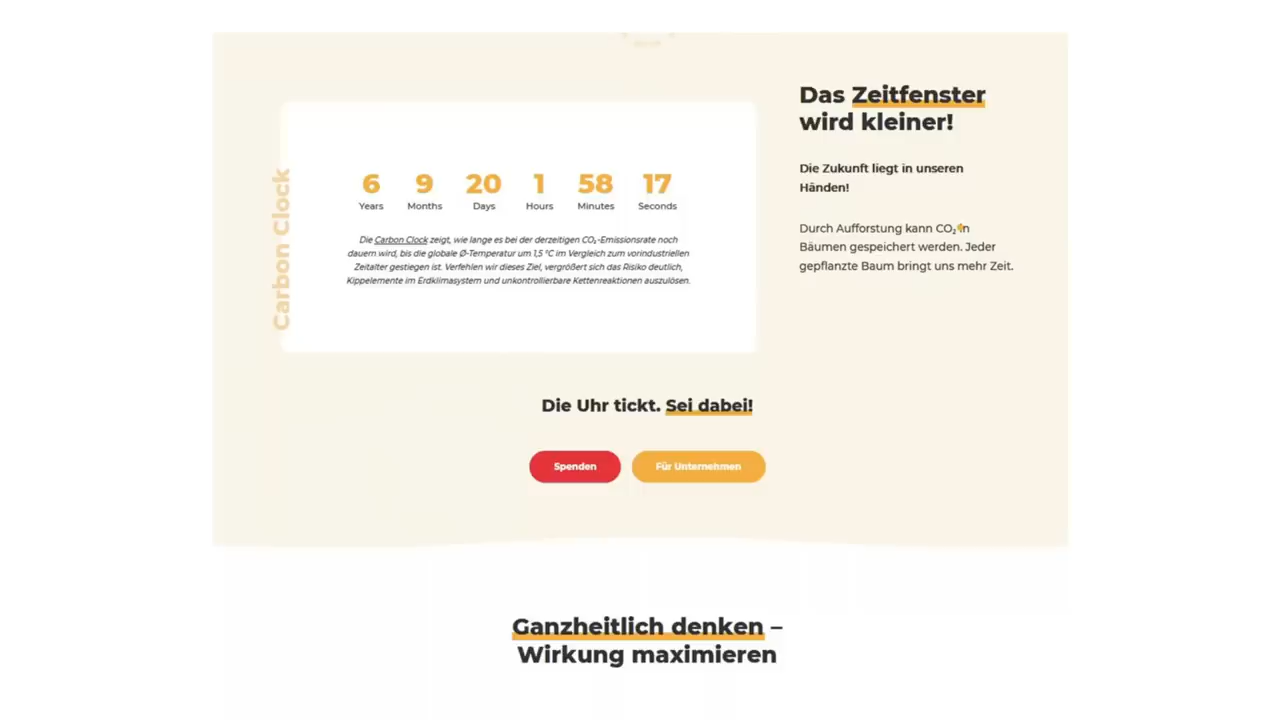 Carbon Clock
6 9 20 1 58 17
Years Months Days Hours Minutes Seconds
Die Carbon Clock zeigt, wie lange es bei der derzeitigen CO₂-Emissionsrate noch
dauern wird, bis die globale Ø-Temperatur um 1,5 °C im Vergleich zum vorindustriellen
Zeitalter gestiegen ist. Verfehlen wir dieses Ziel, vergrößert sich das Risiko deutlich,
Kippelemente im Erdklimasystem und unkontrollierbare Kettenreaktionen auszulösen.
Das Zeitfenster
wird kleiner!
Die Zukunft liegt in unseren
Händen!
Durch Aufforstung kann CO₂ in
Bäumen gespeichert werden. Jeder
gepflanzte Baum bringt uns mehr Zeit.
Die Uhr tickt. Sei dabei!
Spenden
Für Unternehmen
Ganzheitlich denken –
Wirkung maximieren